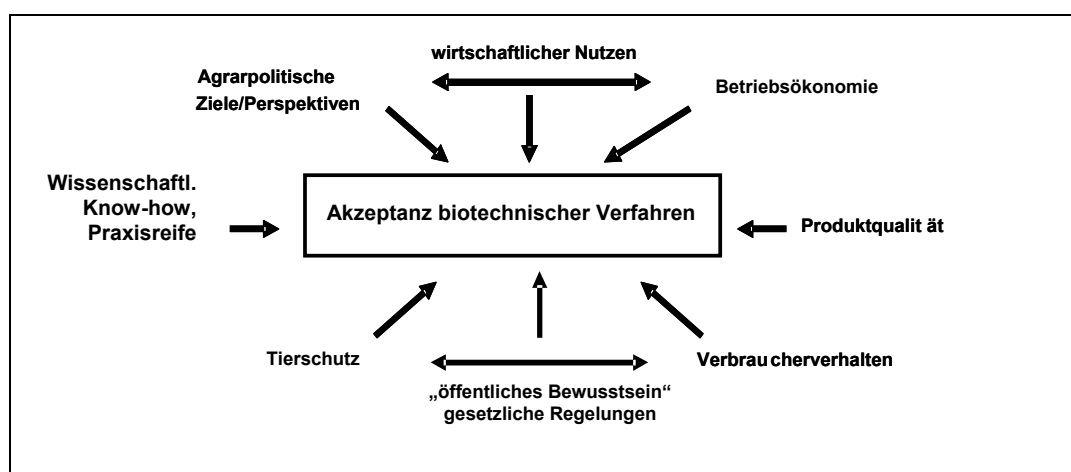 wirtschaftlicher Nutzen
Agrarpolitische
Ziele/Perspektiven
Betriebsökonomie
Wissenschaftl.
Know-how,
Praxisreife
Akzeptanz biotechnischer Verfahren
Produktqualit ät
Tierschutz
Verbrau cherverhalten
„öffentliches Bewusstsein“
gesetzliche Regelungen